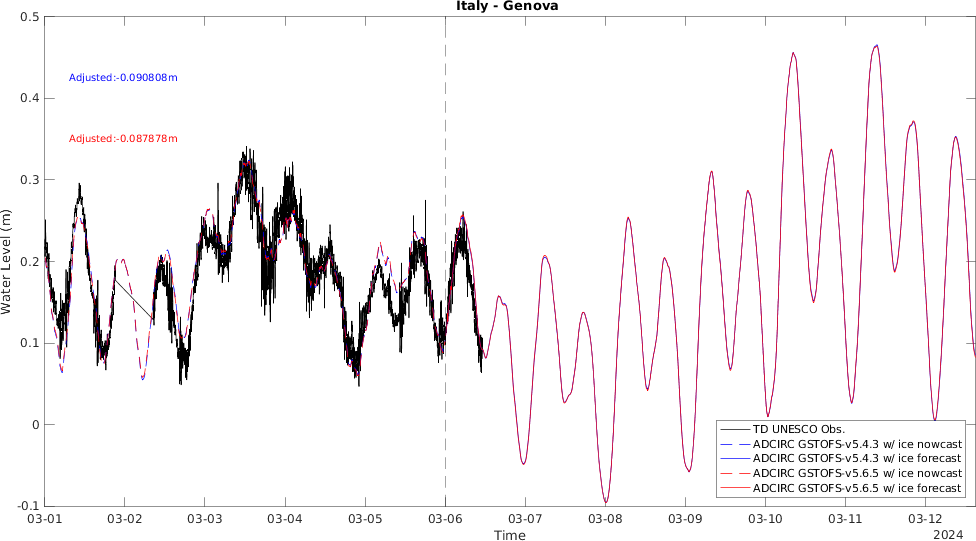 Italy - Genova
0.5
0.4
0.3
0.2
0.1
0
-0.1
Water Level (m)
Adjusted:-0.090808m
Adjusted:-0.087878m
TD UNESCO Obs.
ADCIRC GSTOFS-v5.4.3 w/ ice nowcast
ADCIRC GSTOFS-v5.4.3 w/ ice forecast
ADCIRC GSTOFS-v5.6.5 w/ ice nowcast
ADCIRC GSTOFS-v5.6.5 w/ ice forecast
03-01 03-02 03-03 03-04 03-05 03-06 03-07 03-08 03-09 03-10 03-11 03-12
Time
2024